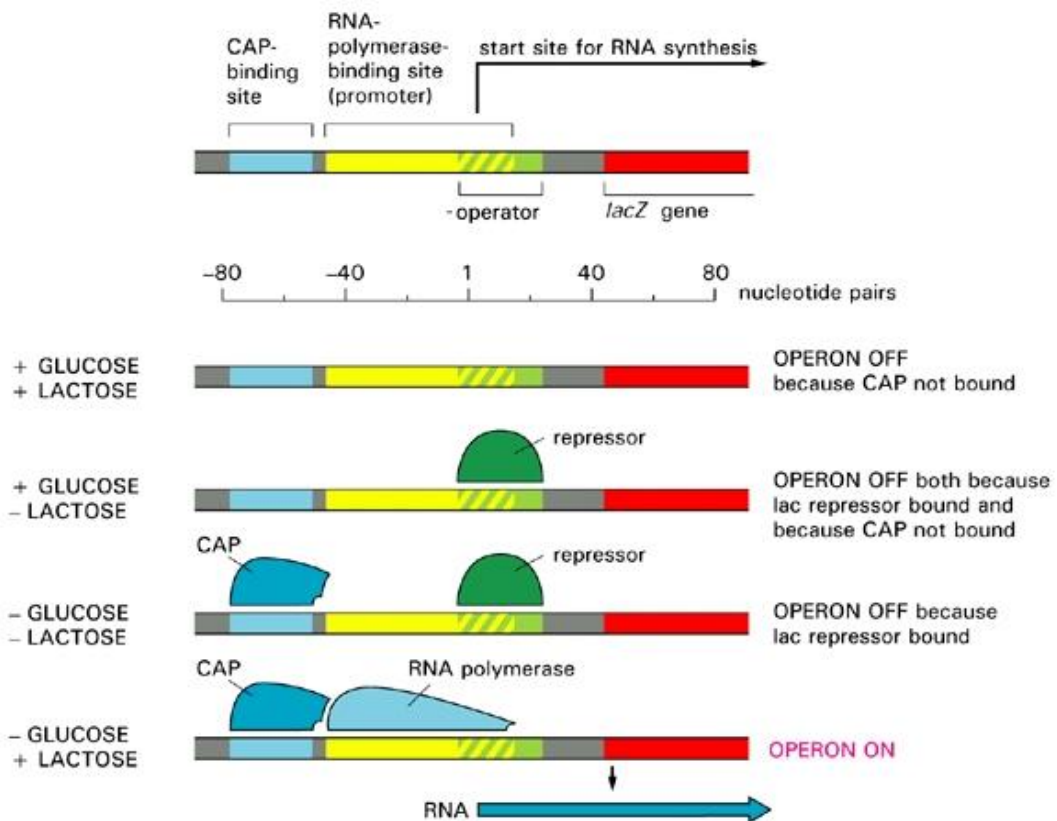 CAP-
binding
site
RNA-
polymerase-
binding site
(promoter)
start site for RNA synthesis
-operator
lacZ gene
−80 −40 1 40 80
nucleotide pairs
+ GLUCOSE
+ LACTOSE
OPERON OFF
because CAP not bound
repressor
+ GLUCOSE
− LACTOSE
OPERON OFF both because
lac repressor bound and
because CAP not bound
CAP
repressor
− GLUCOSE
− LACTOSE
OPERON OFF because
lac repressor bound
CAP
RNA polymerase
− GLUCOSE
+ LACTOSE
OPERON ON
RNA